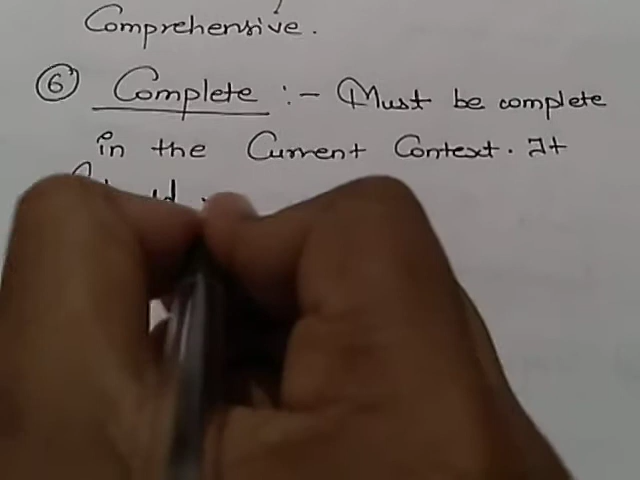 Comprehensive.
⑥ Complete :- Must be complete
in the Current Context. It